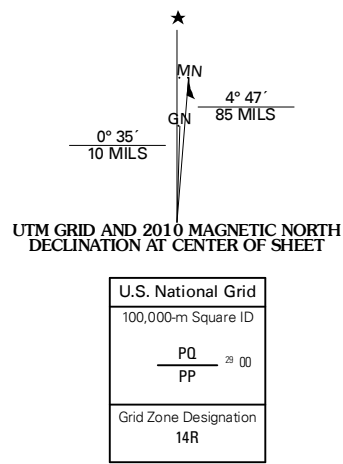 MN
GN
4° 47´
85 MILS
0° 35´
10 MILS
UTM GRID AND 2010 MAGNETIC NORTH
DECLINATION AT CENTER OF SHEET
U.S. National Grid
100,000-m Square ID
PQ
29 00
PP
Grid Zone Designation
14R